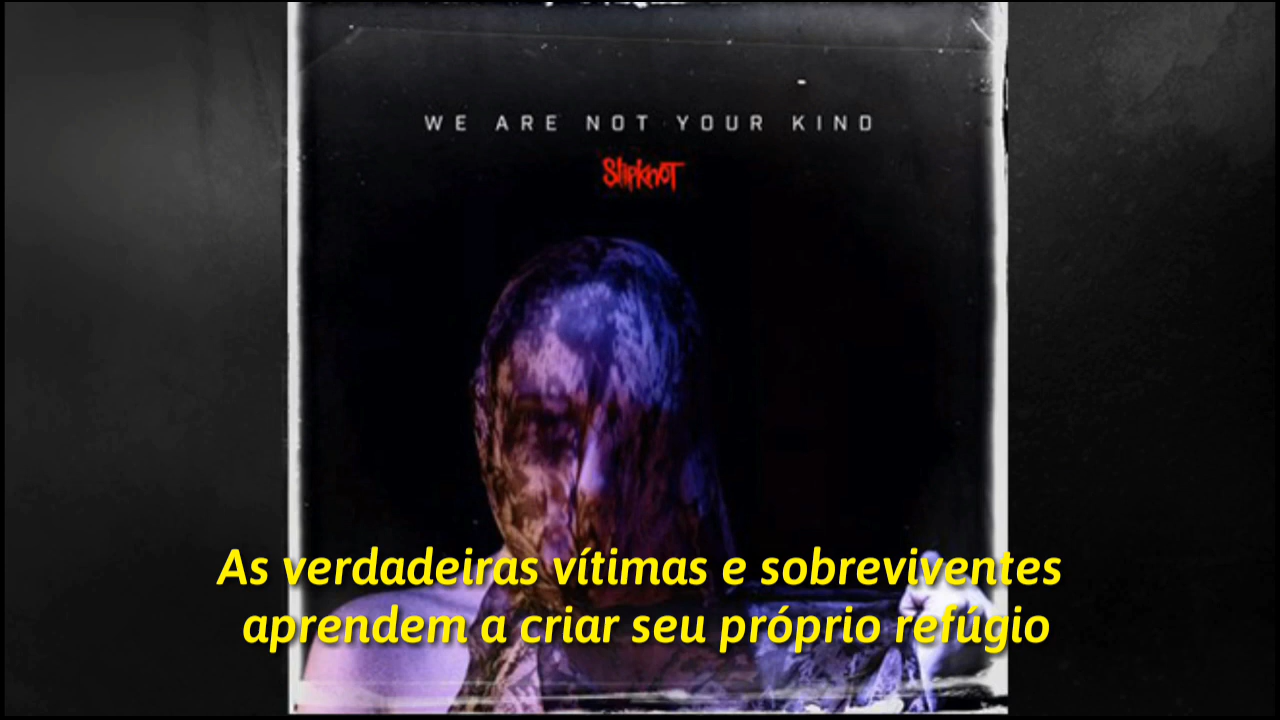 WE ARE NOT YOUR KIND
SlipknoT
As verdadeiras vítimas e sobreviventes
aprendem a criar seu próprio refúgio